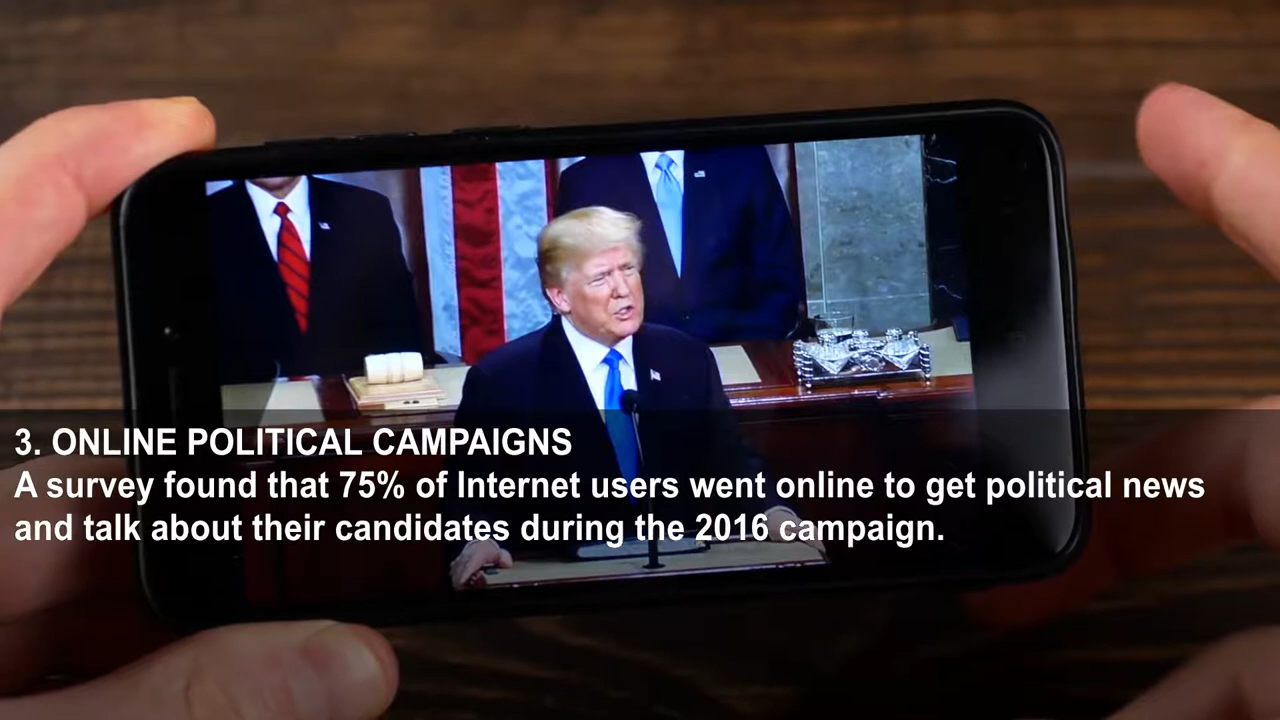 3. ONLINE POLITICAL CAMPAIGNS
A survey found that 75% of Internet users went online to get political news
and talk about their candidates during the 2016 campaign.